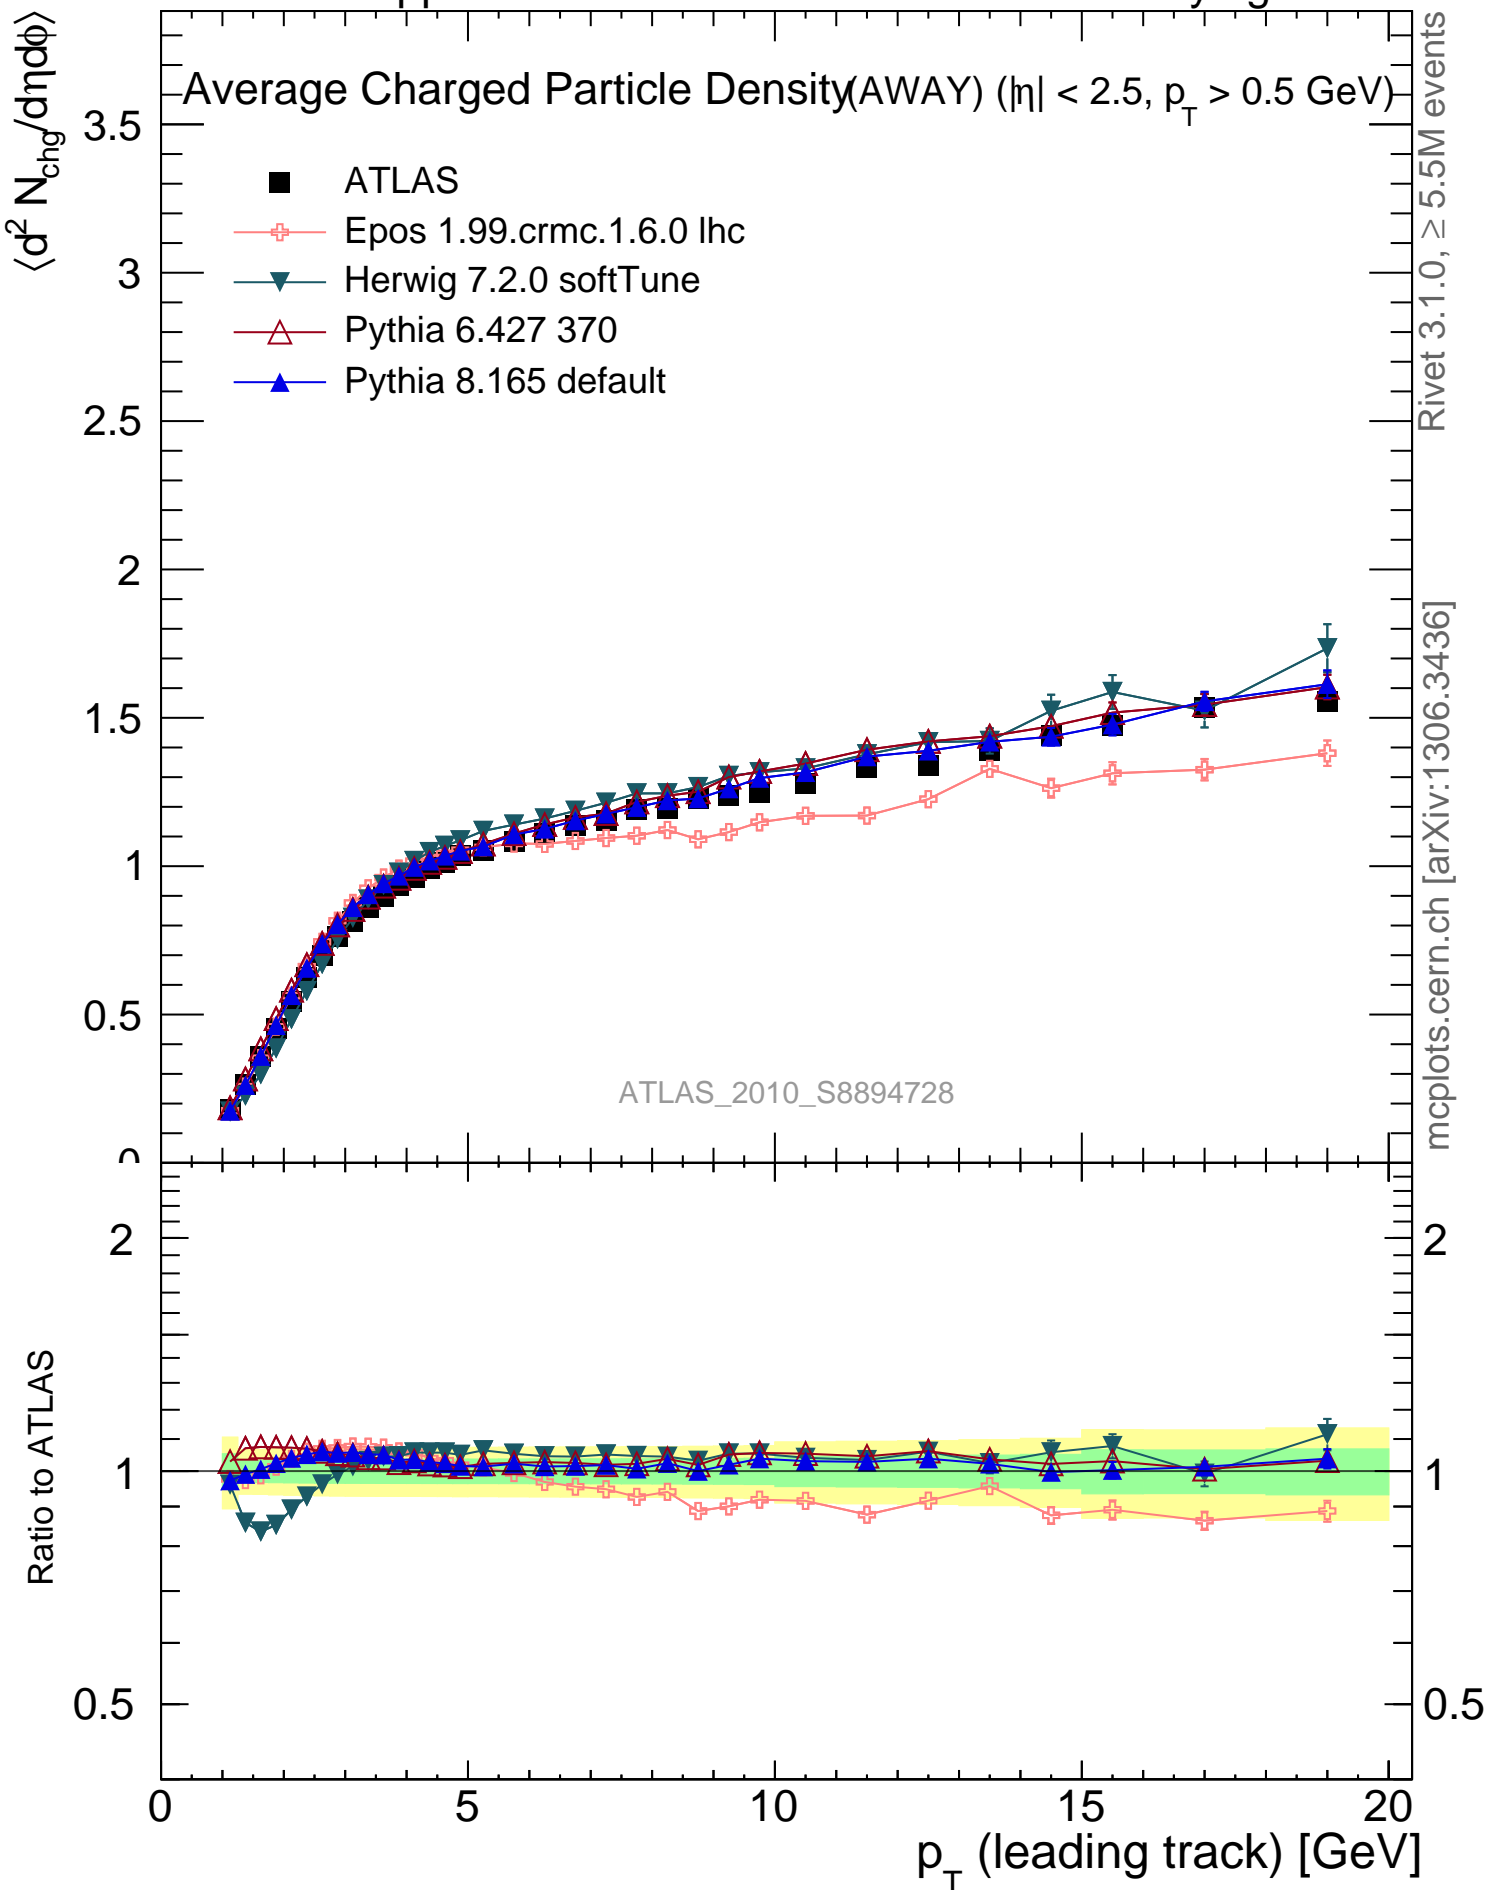 Average Charged Particle Density (AWAY) (|η| < 2.5, p_T > 0.5 GeV)
⟨d² N_chg/dηdϕ⟩
3.5
3
2.5
2
1.5
1
0.5
0
ATLAS
Epos 1.99.crmc.1.6.0 lhc
Herwig 7.2.0 softTune
Pythia 6.427 370
Pythia 8.165 default
ATLAS_2010_S8894728
Rivet 3.1.0, ≥ 5.5M events
mcplots.cern.ch [arXiv:1306.3436]
Ratio to ATLAS
2
1
0.5
2
1
0.5
0
5
10
15
20
p_T (leading track) [GeV]